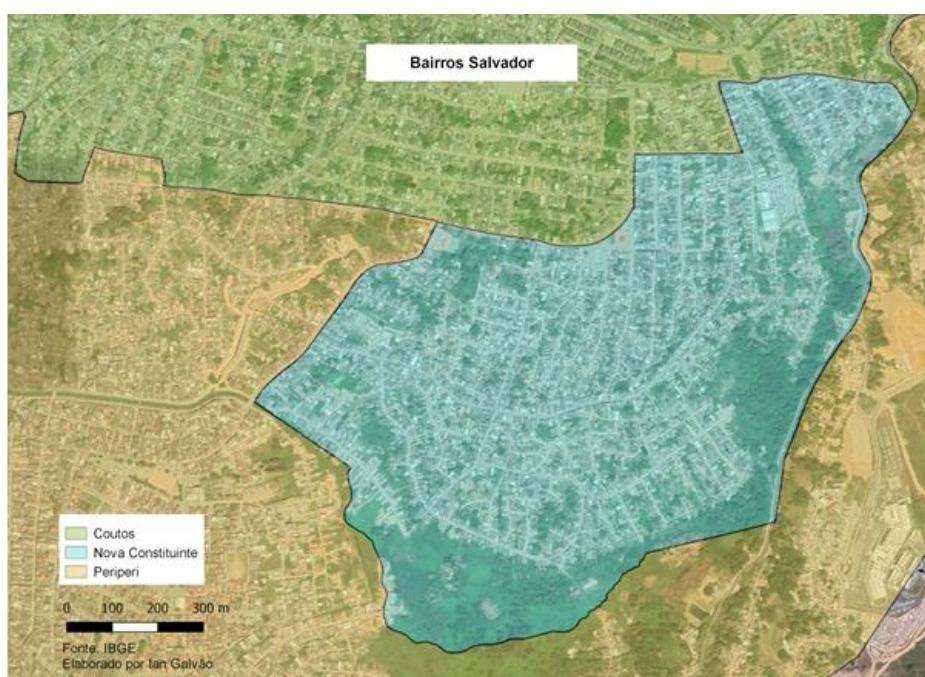 Bairros Salvador
Coutos
Nova Constituinte
Periperi
0 100 200 300 m
Fonte. IBGE
Elaborado por Ian Galvão